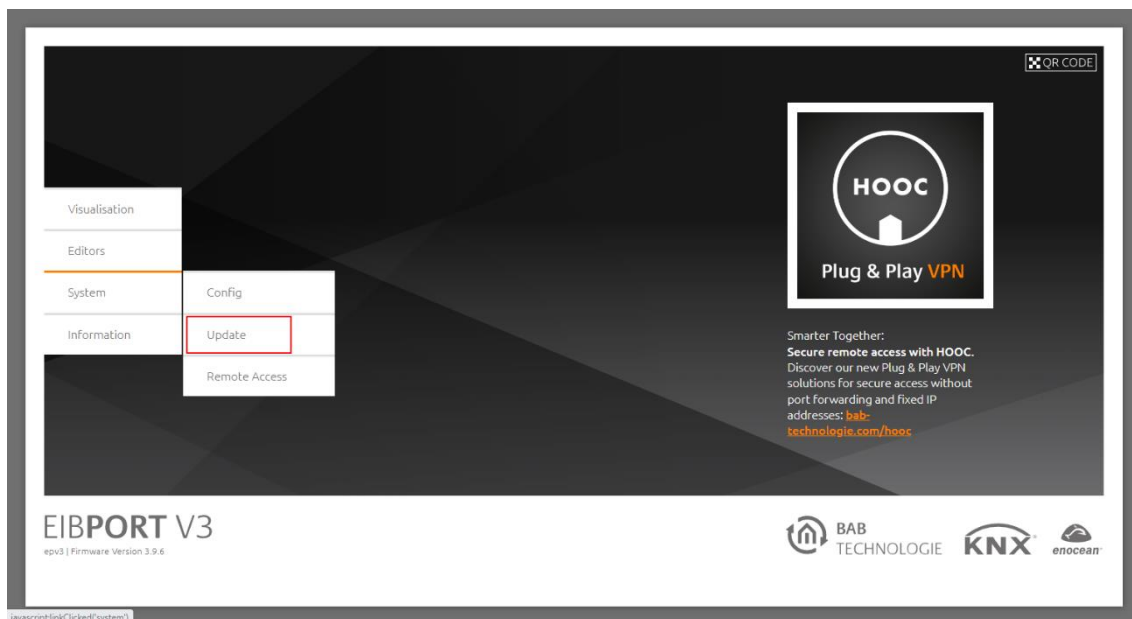 QR CODE
HOOC
Plug & Play VPN
Visualisation
Editors
System
Information
Config
Update
Remote Access
Smarter Together:
Secure remote access with HOOC.
Discover our new Plug & Play VPN
solutions for secure access without
port forwarding and fixed IP
addresses: bab-
technologie.com/hooc
EIBPORT V3
epv3 | Firmware Version 3.9.6
BAB
TECHNOLOGIE
KNX
enocean
javascript:linkClicked('system')